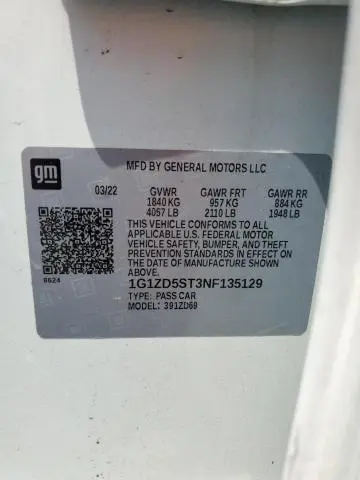 gm
MFD BY GENERAL MOTORS LLC
03/22 GVWR GAWR FRT GAWR RR
1840 KG 957 KG 884 KG
4057 LB 2110 LB 1948 LB
THIS VEHICLE CONFORMS TO ALL
APPLICABLE U.S. FEDERAL MOTOR
VEHICLE SAFETY, BUMPER, AND THEFT
PREVENTION STANDARDS IN EFFECT ON
THE DATE OF MANUFACTURE SHOWN
ABOVE.
8624
1G1ZD5ST3NF135129
TYPE: PASS CAR
MODEL: 391ZD69